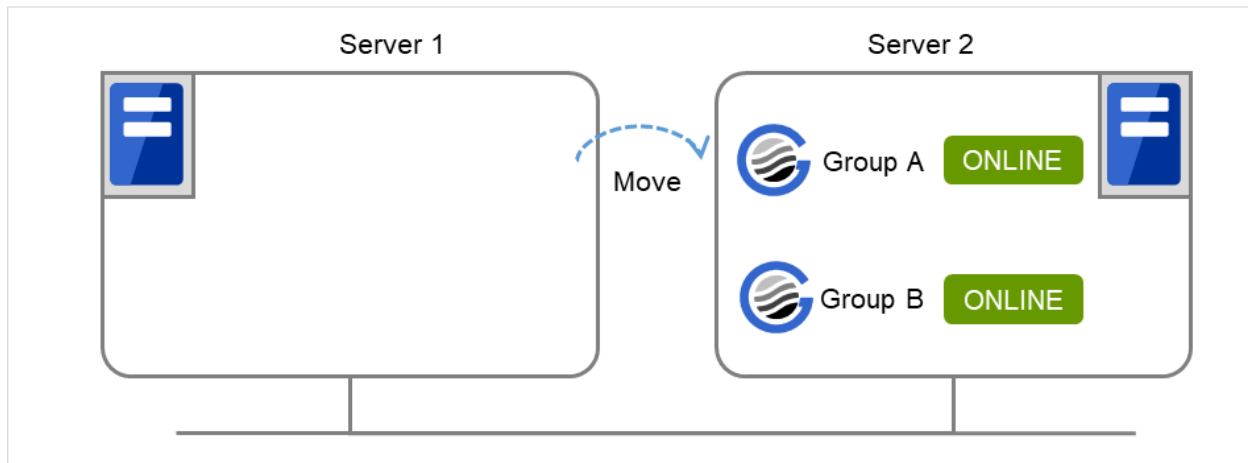 Server 1
Server 2
Move
Group A
ONLINE
Group B
ONLINE